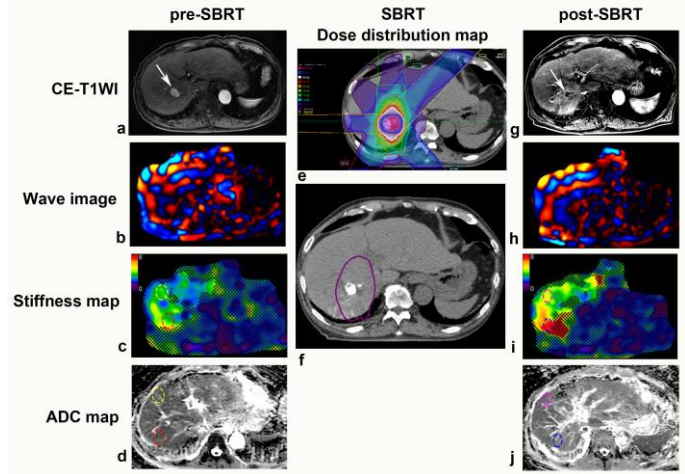 pre-SBRT
SBRT
post-SBRT
Dose distribution map
CE-T1WI
a
e
g
Wave image
b
h
Stiffness map
8
0
c
f
8
0
i
ADC map
d
j